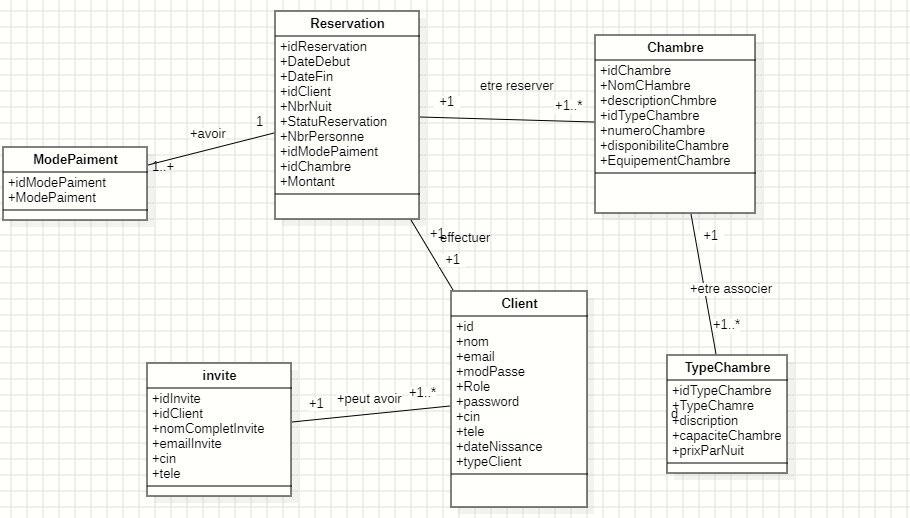 Reservation
+idReservation
+DateDebut
+DateFin
+idClient
+NbrNuit
+StatuReservation
+NbrPersonne
+idModePaiment
+idChambre
+Montant
Chambre
+idChambre
+NomCHambre
+descriptionChmbre
+idTypeChambre
+numeroChambre
+disponibiliteChambre
+EquipementChambre
etre reserver
+1
+1..*
1
+avoir
1..+
ModePaiment
+idModePaiment
+ModePaiment
+1
effectuer
+1
+1
+etre associer
+1..*
Client
+id
+nom
+email
+modPasse
+Role
+password
+cin
+tele
+dateNissance
+typeClient
invite
+idInvite
+idClient
+nomCompletInvite
+emailInvite
+cin
+tele
+1
+peut avoir
+1..*
TypeChambre
+idTypeChambre
+TypeChamre
d
+discription
+capaciteChambre
+prixParNuit